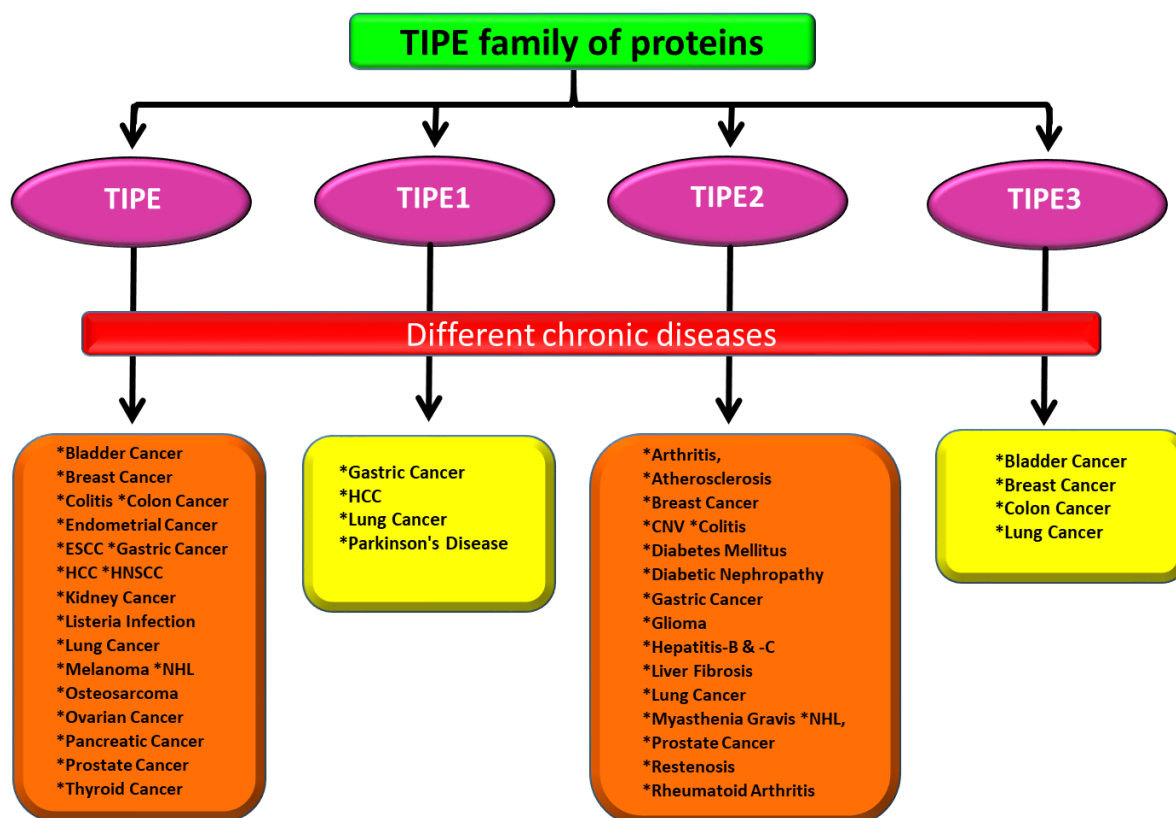 TIPE family of proteins
TIPE
TIPE1
TIPE2
TIPE3
Different chronic diseases
*Bladder Cancer
*Breast Cancer
*Colitis *Colon Cancer
*Endometrial Cancer
*ESCC *Gastric Cancer
*HCC *HNSCC
*Kidney Cancer
*Listeria Infection
*Lung Cancer
*Melanoma *NHL
*Osteosarcoma
*Ovarian Cancer
*Pancreatic Cancer
*Prostate Cancer
*Thyroid Cancer
*Gastric Cancer
*HCC
*Lung Cancer
*Parkinson's Disease
*Arthritis,
*Atherosclerosis
*Breast Cancer
*CNV *Colitis
*Diabetes Mellitus
*Diabetic Nephropathy
*Gastric Cancer
*Glioma
*Hepatitis-B & -C
*Liver Fibrosis
*Lung Cancer
*Myasthenia Gravis *NHL,
*Prostate Cancer
*Restenosis
*Rheumatoid Arthritis
*Bladder Cancer
*Breast Cancer
*Colon Cancer
*Lung Cancer